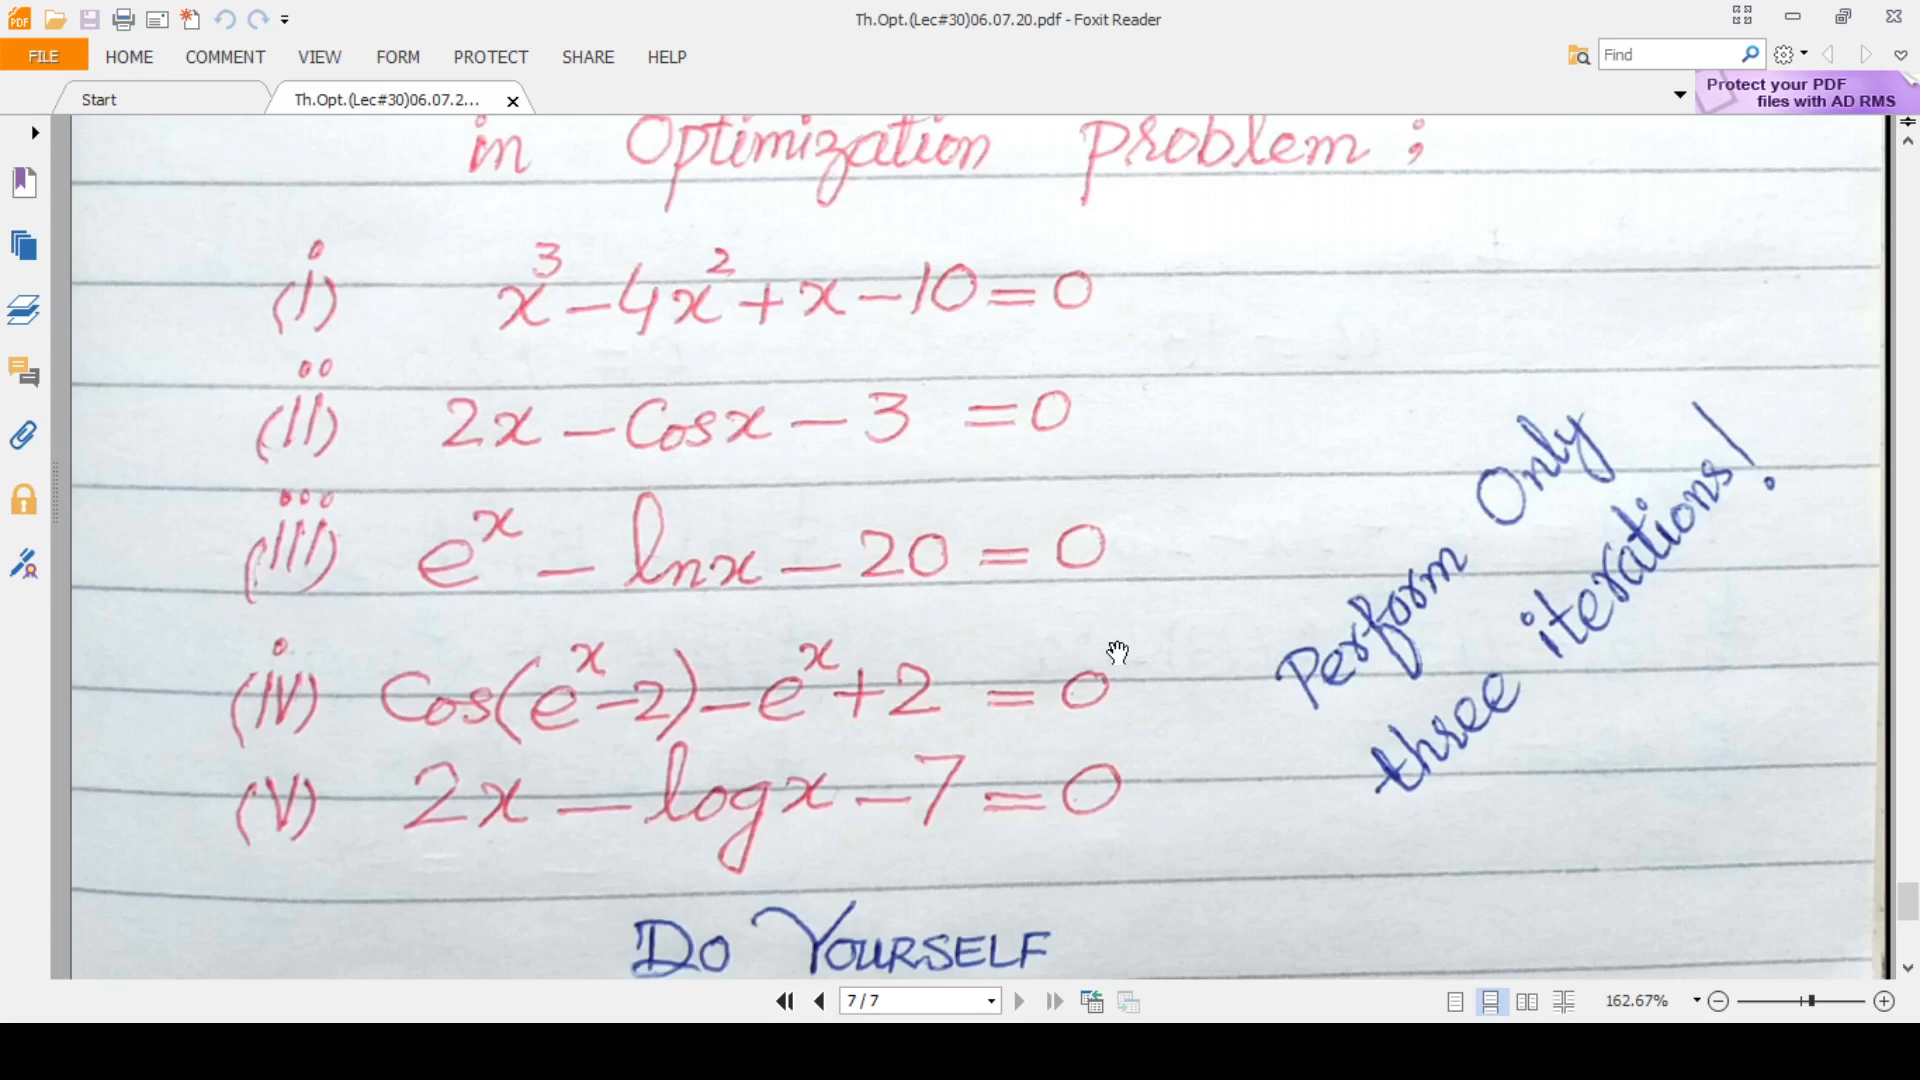 Th.Opt.(Lec#30)06.07.20.pdf - Foxit Reader
FILE HOME COMMENT VIEW FORM PROTECT SHARE HELP
Find
Start
Th.Opt.(Lec#30)06.07.2...
Protect your PDF
files with AD RMS
in Optimization Problem ;
(i) x³ - 4x² + x - 10 = 0
(ii) 2x - Cosx - 3 = 0
(iii) eˣ - lnx - 20 = 0
(iv) Cos(eˣ - 2) - eˣ + 2 = 0
(V) 2x - logx - 7 = 0
Perform Only
three iterations!
DO YOURSELF
7 / 7
162.67%